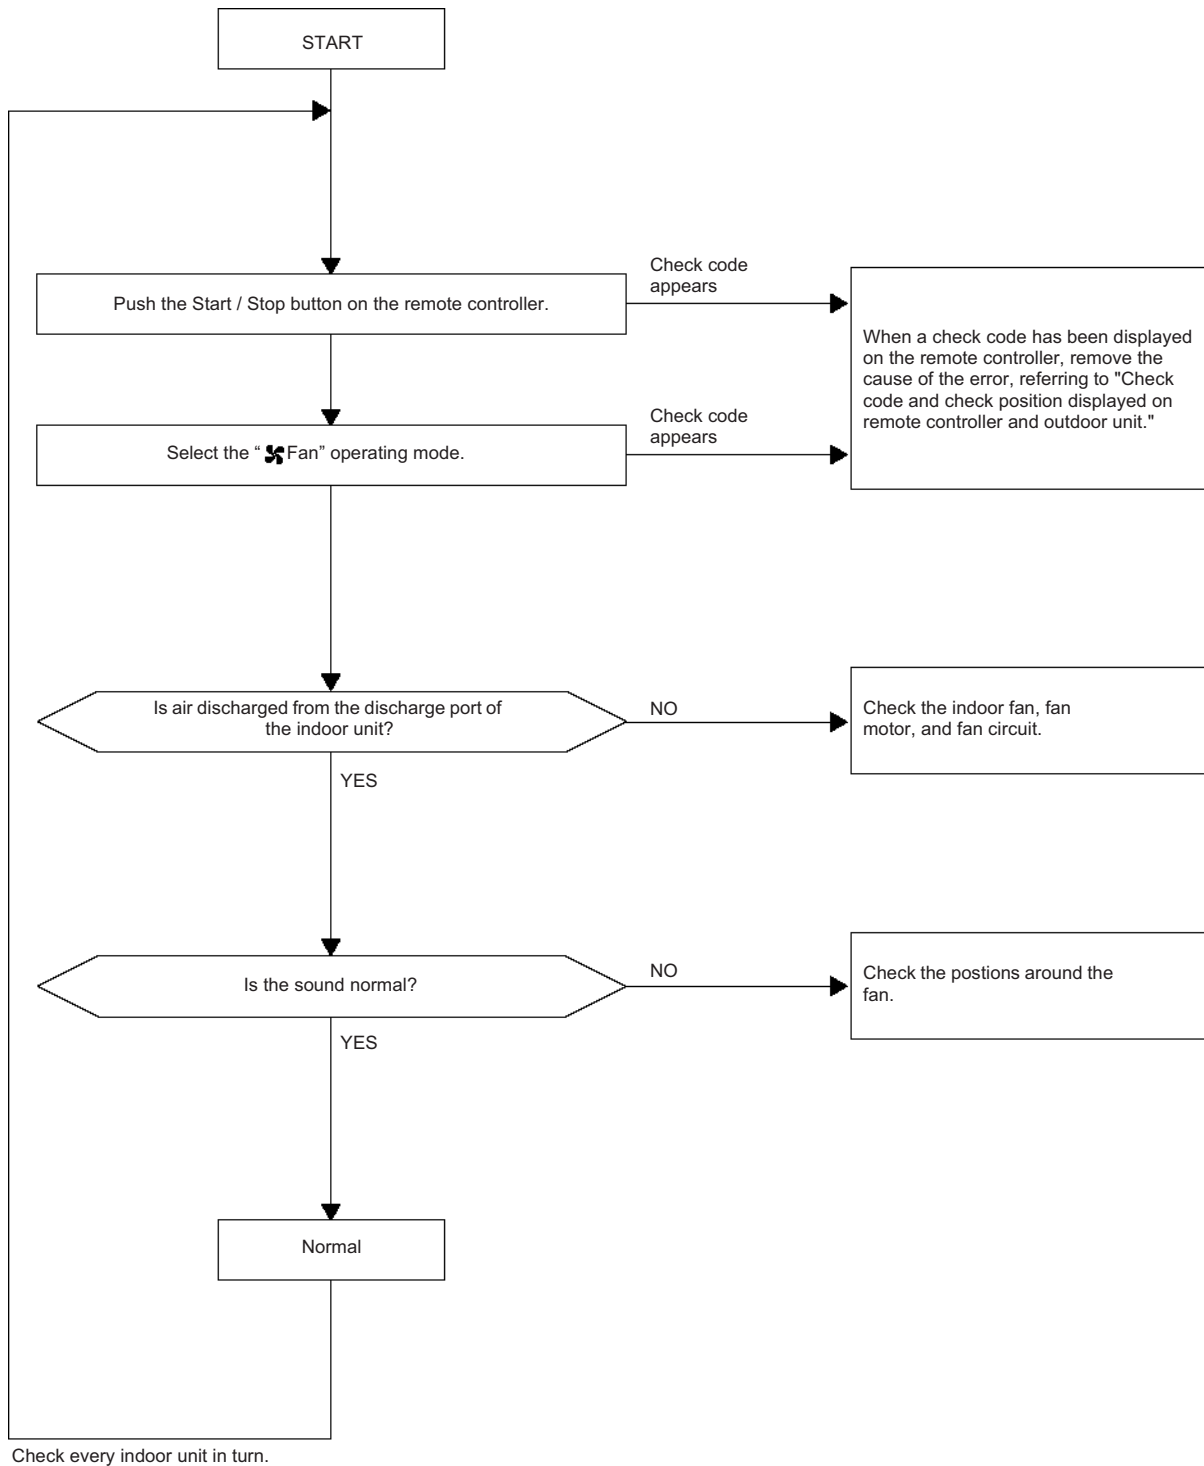 START
Check code
appears
Push the Start / Stop button on the remote controller.
When a check code has been displayed
on the remote controller, remove the
cause of the error, referring to "Check
code and check position displayed on
remote controller and outdoor unit."
Check code
appears
Select the “ Fan” operating mode.
Is air discharged from the discharge port of
the indoor unit?
NO
Check the indoor fan, fan
motor, and fan circuit.
YES
Is the sound normal?
NO
Check the postions around the
fan.
YES
Normal
Check every indoor unit in turn.